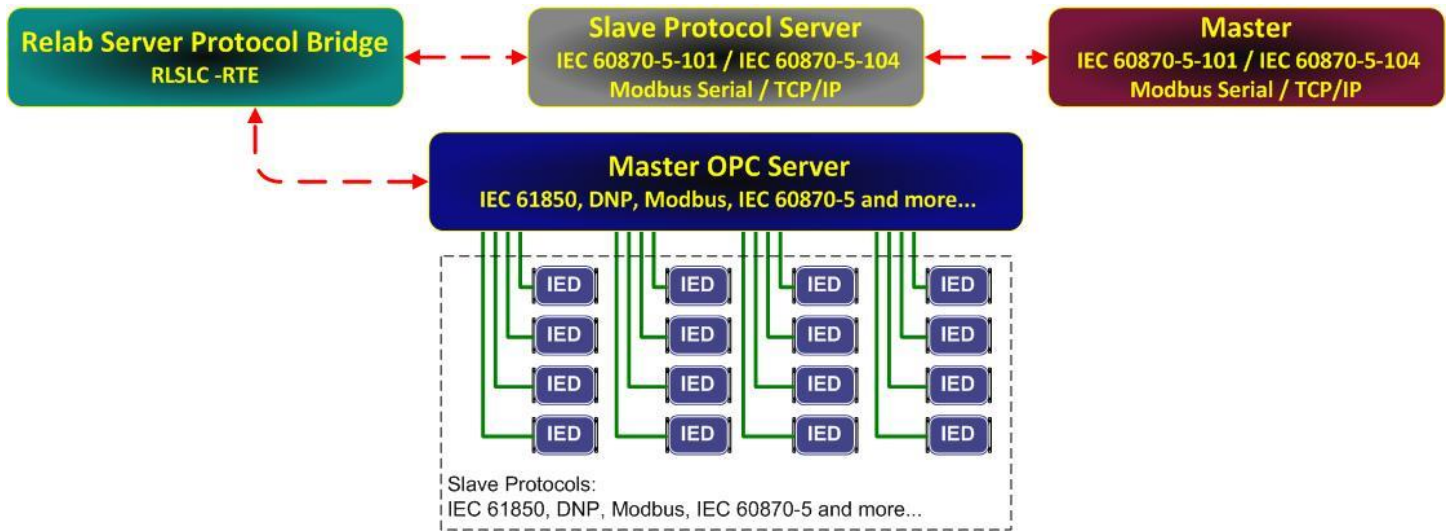 Relab Server Protocol Bridge
RLSLC -RTE
Slave Protocol Server
IEC 60870-5-101 / IEC 60870-5-104
Modbus Serial / TCP/IP
Master
IEC 60870-5-101 / IEC 60870-5-104
Modbus Serial / TCP/IP
Master OPC Server
IEC 61850, DNP, Modbus, IEC 60870-5 and more...
IED IED IED IED
IED IED IED IED
IED IED IED IED
IED IED IED IED
Slave Protocols:
IEC 61850, DNP, Modbus, IEC 60870-5 and more...